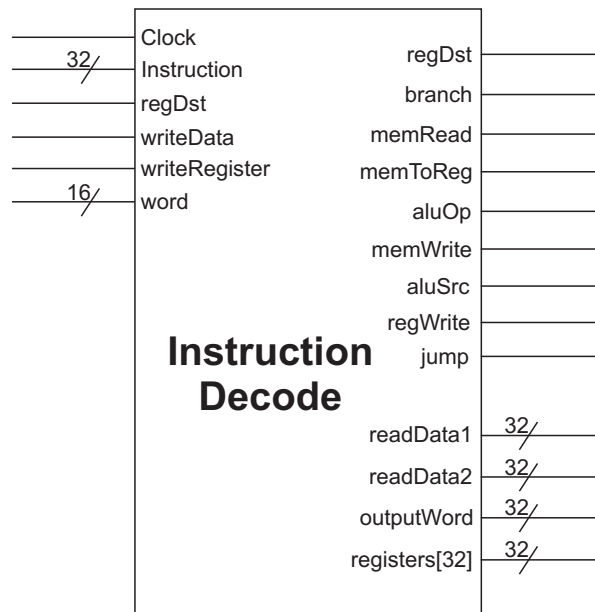 Clock
32 Instruction
regDst
writeData
writeRegister
16 word
regDst
branch
memRead
memToReg
aluOp
memWrite
aluSrc
regWrite
jump
Instruction
Decode
readData1 32
readData2 32
outputWord 32
registers[32] 32